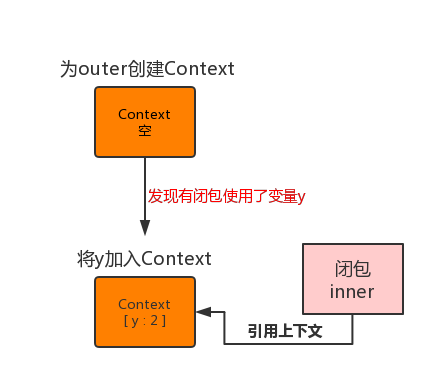 为outer创建Context
Context
空
发现有闭包使用了变量y
将y加入Context
Context
[ y : 2 ]
闭包
inner
引用上下文